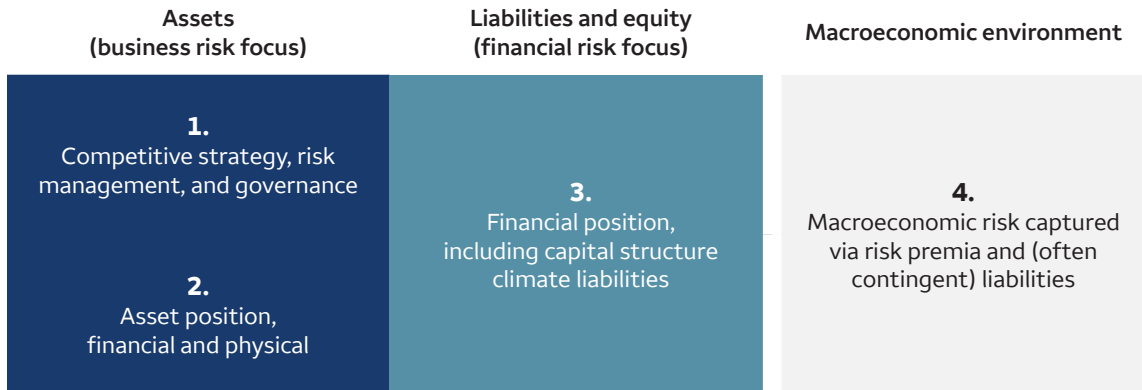 Assets
(business risk focus)
Liabilities and equity
(financial risk focus)
Macroeconomic environment
1.
Competitive strategy, risk
management, and governance
2.
Asset position,
financial and physical
3.
Financial position,
including capital structure
climate liabilities
4.
Macroeconomic risk captured
via risk premia and (often
contingent) liabilities